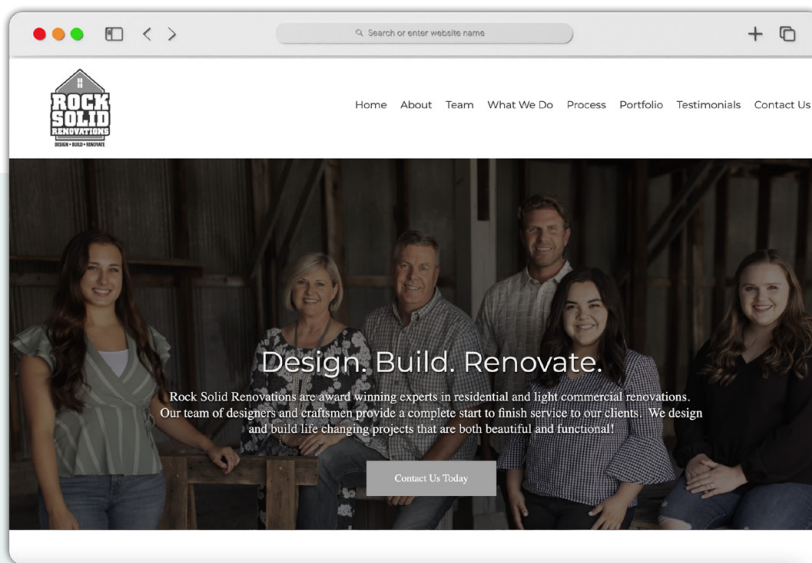 Search or enter website name
ROCK
SOLID
RENOVATIONS
DESIGN • BUILD • RENOVATE
Home About Team What We Do Process Portfolio Testimonials Contact Us
Design. Build. Renovate.
Rock Solid Renovations are award winning experts in residential and light commercial renovations.
Our team of designers and craftsmen provide a complete start to finish service to our clients. We design
and build life changing projects that are both beautiful and functional!
Contact Us Today